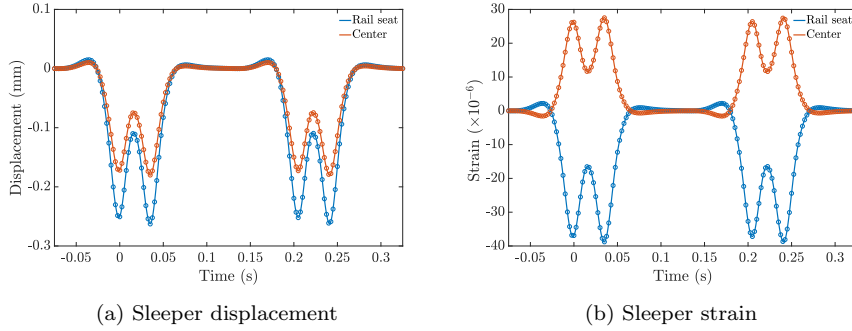 0.1
0
-0.1
-0.2
-0.3
Displacement (mm)
-0.05 0 0.05 0.1 0.15 0.2 0.25 0.3
Time (s)
Rail seat
Center
(a) Sleeper displacement
30
20
10
0
-10
-20
-30
-40
Strain (×10⁻⁶)
-0.05 0 0.05 0.1 0.15 0.2 0.25 0.3
Time (s)
Rail seat
Center
(b) Sleeper strain